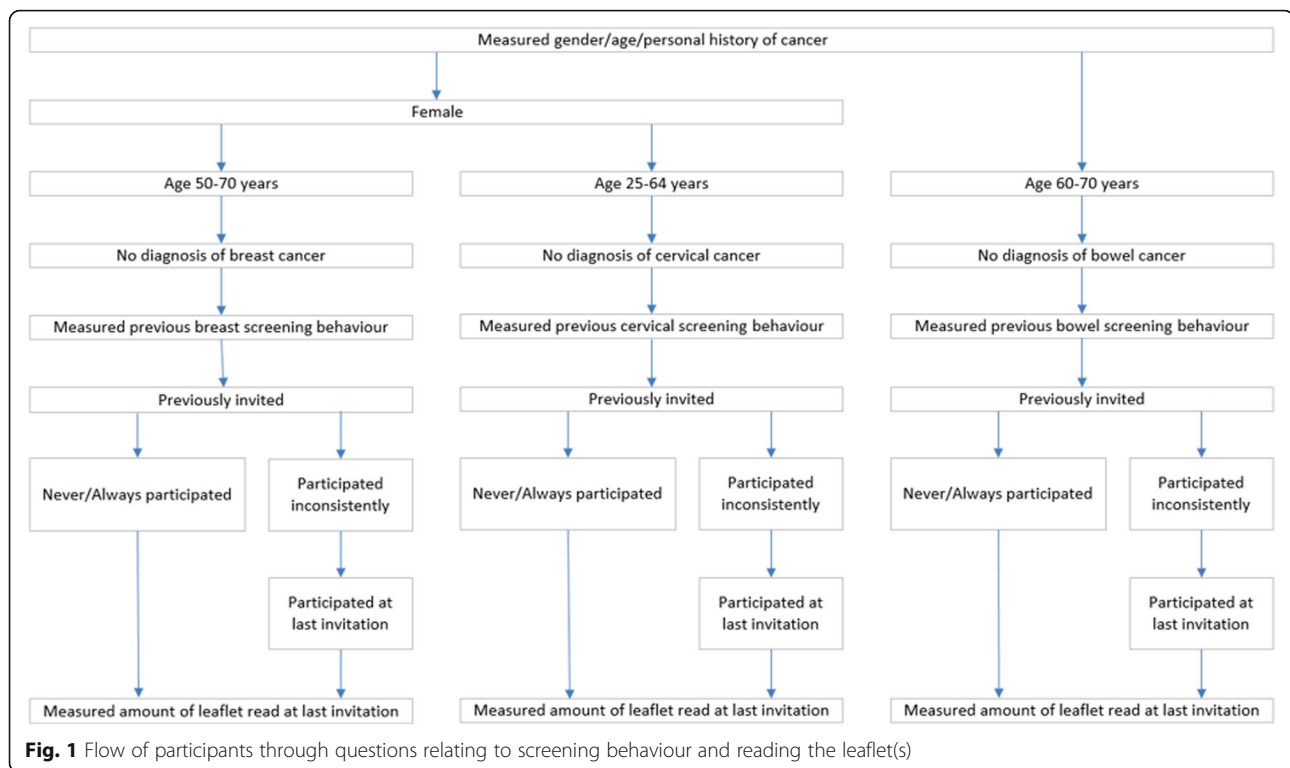 Measured gender/age/personal history of cancer
Female
Age 50-70 years
Age 25-64 years
Age 60-70 years
No diagnosis of breast cancer
No diagnosis of cervical cancer
No diagnosis of bowel cancer
Measured previous breast screening behaviour
Measured previous cervical screening behaviour
Measured previous bowel screening behaviour
Previously invited
Previously invited
Previously invited
Never/Always participated
Participated
inconsistently
Never/Always participated
Participated
inconsistently
Never/Always participated
Participated
inconsistently
Participated at
last invitation
Participated at
last invitation
Participated at
last invitation
Measured amount of leaflet read at last invitation
Measured amount of leaflet read at last invitation
Measured amount of leaflet read at last invitation
Fig. 1 Flow of participants through questions relating to screening behaviour and reading the leaflet(s)